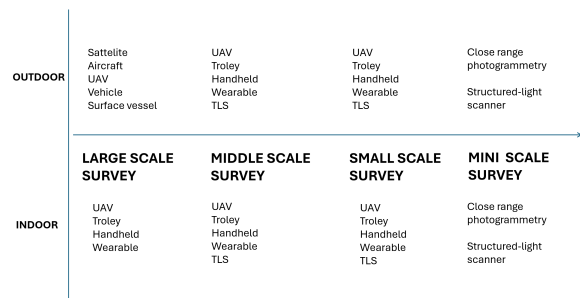 OUTDOOR
Sattelite
Aircraft
UAV
Vehicle
Surface vessel
UAV
Troley
Handheld
Wearable
TLS
UAV
Troley
Handheld
Wearable
TLS
Close range
photogrammetry
Structured-light
scanner
LARGE SCALE
SURVEY
MIDDLE SCALE
SURVEY
SMALL SCALE
SURVEY
MINI SCALE
SURVEY
INDOOR
UAV
Troley
Handheld
Wearable
UAV
Troley
Handheld
Wearable
TLS
UAV
Troley
Handheld
Wearable
TLS
Close range
photogrammetry
Structured-light
scanner